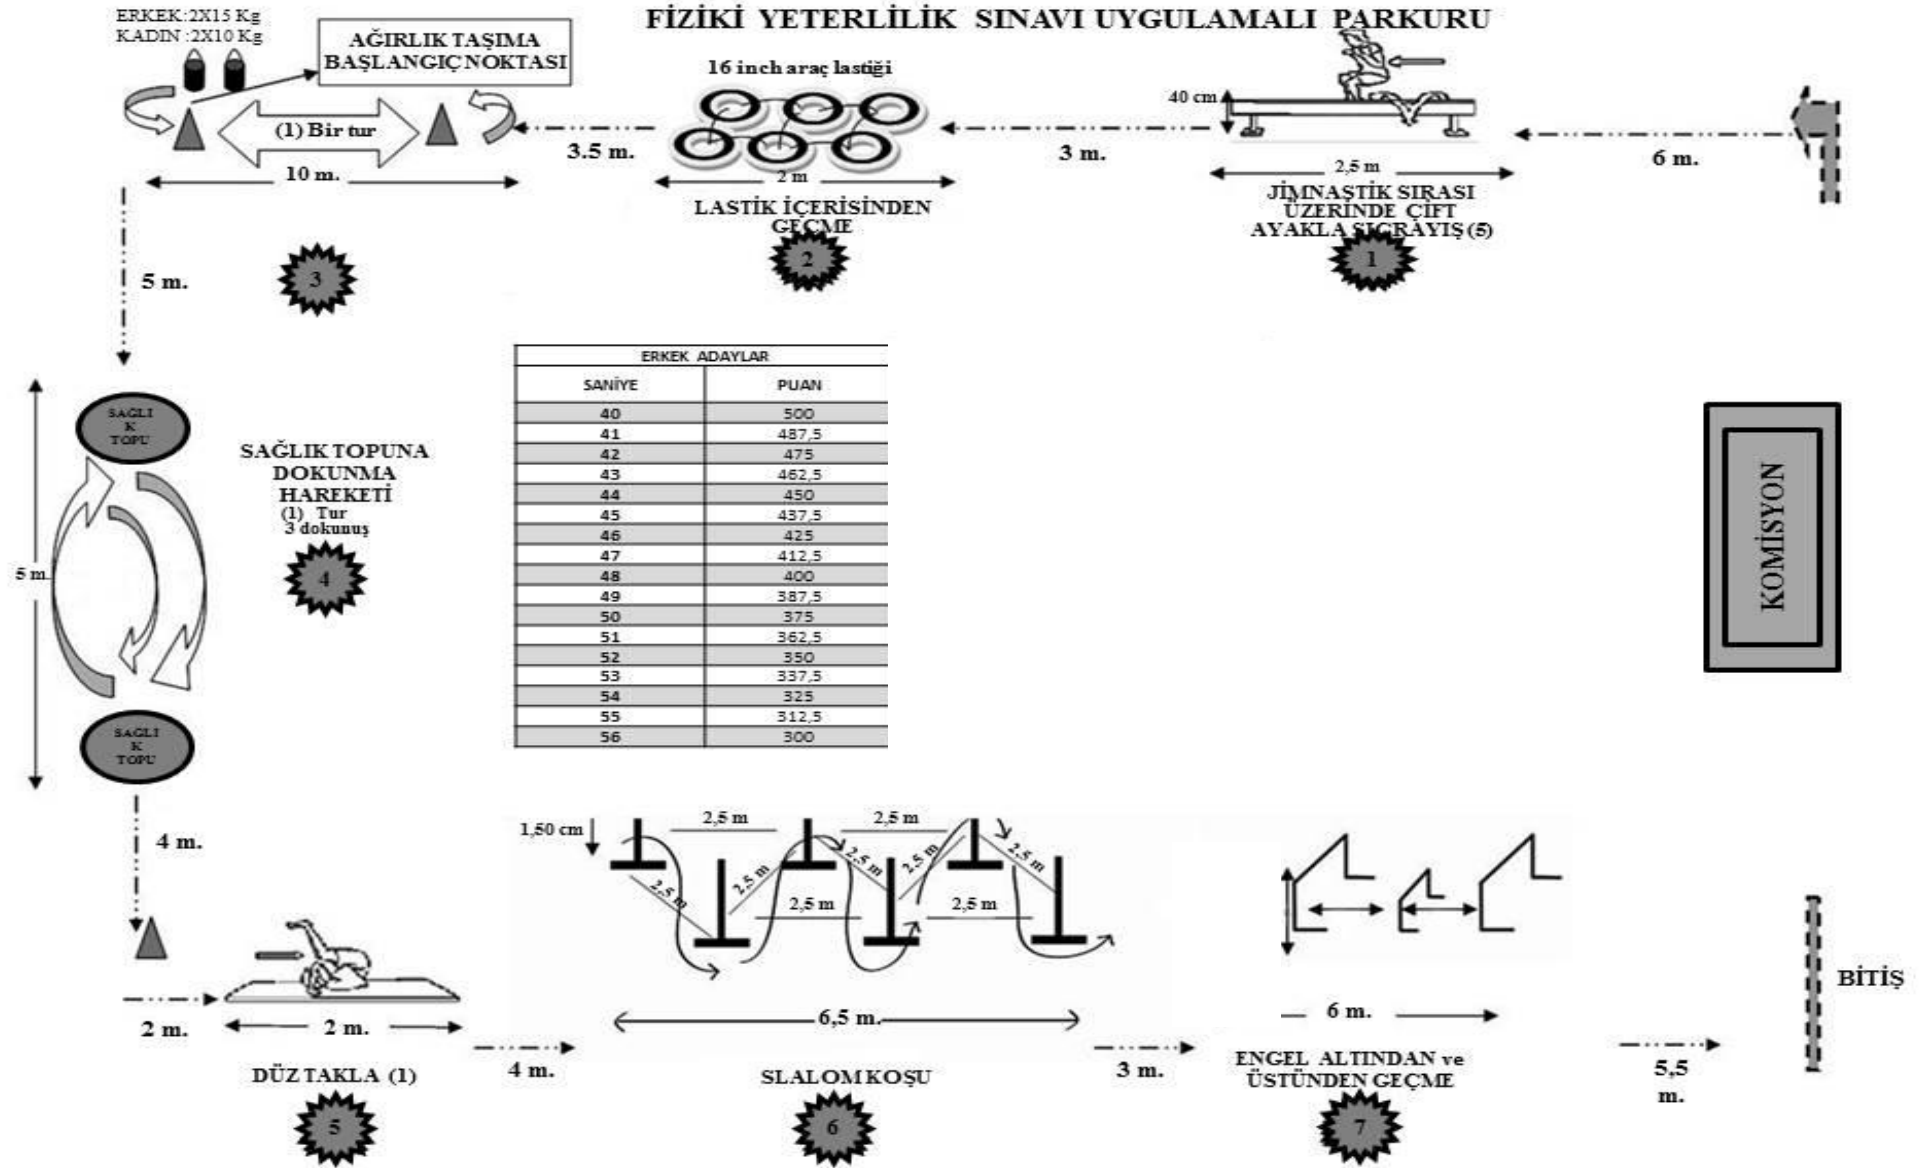 FİZİKİ YETERLİLİK SINAVI UYGULAMALI PARKURU
ERKEK:2X15 Kg
KADIN :2X10 Kg
AĞIRLIK TAŞIMA
BAŞLANGIÇ NOKTASI
(1) Bir tur
10 m.
3.5 m.
16 inch araç lastiği
2 m
LASTİK İÇERİSİNDEN
GEÇME
2
3 m.
40 cm
2,5 m
JİMNASTİK SIRASI
ÜZERİNDE ÇİFT
AYAKLA SIÇRAYIŞ (5)
1
6 m.
3
5 m.
SAĞLI
K
TOPU
5 m.
SAĞLIK TOPUNA
DOKUNMA
HAREKETİ
(1) Tur
3 dokunuş
4
SAĞLI
K
TOPU
ERKEK ADAYLAR
SANİYE PUAN
40 500
41 487,5
42 475
43 462,5
44 450
45 437,5
46 425
47 412,5
48 400
49 387,5
50 375
51 362,5
52 350
53 337,5
54 325
55 312,5
56 300
KOMİSYON
4 m.
2 m.
2 m.
DÜZ TAKLA (1)
5
4 m.
1,50 cm
2,5 m
2,5 m
2,5 m
2,5 m
2,5 m
2,5 m
2,5 m
2,5 m
2,5 m
6,5 m.
SLALOM KOŞU
6
3 m.
6 m.
ENGEL ALTINDAN ve
ÜSTÜNDEN GEÇME
7
5,5
m.
BİTİŞ